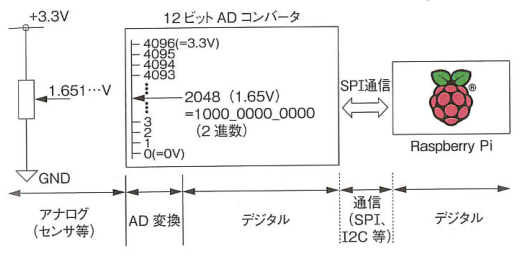 +3.3V
12ビットADコンバータ
4096(=3.3V)
4095
4094
4093
1.651…V
2048（1.65V）
=1000_0000_0000
（2進数）
3
2
1
0(=0V)
GND
SPI通信
®
Raspberry Pi
アナログ
(センサ等)
AD変換
デジタル
通信
(SPI、
I2C等)
デジタル